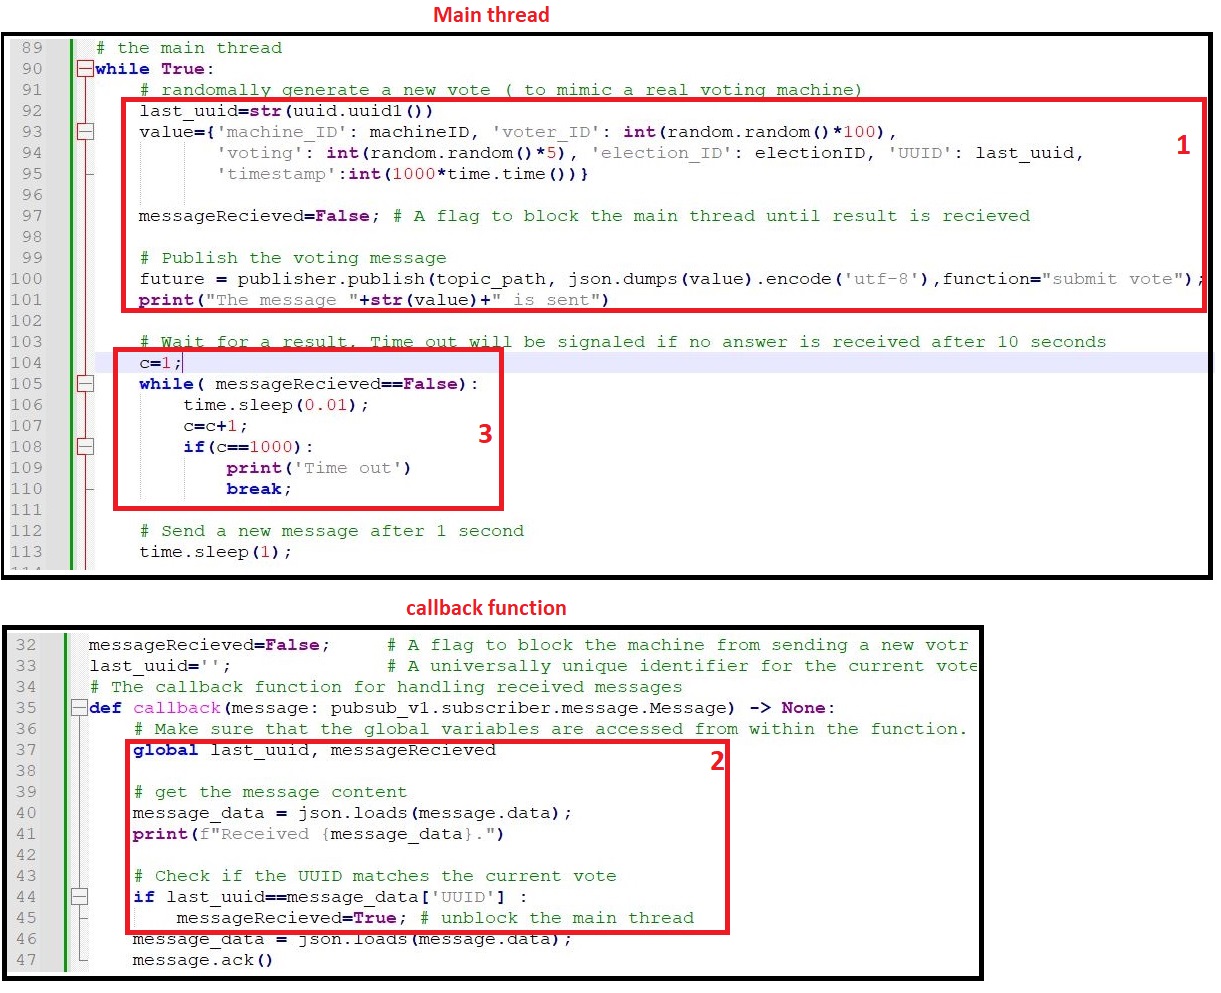 Main thread
89 # the main thread
90 while True:
91 # randomally generate a new vote ( to mimic a real voting machine)
92 last_uuid=str(uuid.uuid1())
93 value={'machine_ID': machineID, 'voter_ID': int(random.random()*100),
94 'voting': int(random.random()*5), 'election_ID': electionID, 'UUID': last_uuid,
1
95 'timestamp':int(1000*time.time())}
96
97 messageRecieved=False; # A flag to block the main thread until result is recieved
98
99 # Publish the voting message
100 future = publisher.publish(topic_path, json.dumps(value).encode('utf-8'),function="submit vote");
101 print("The message "+str(value)+" is sent")
102
103 # Wait for a result. Time out will be signaled if no answer is received after 10 seconds
104 c=1;
105 while( messageRecieved==False):
106 time.sleep(0.01);
107 c=c+1;
3
108 if(c==1000):
109 print('Time out')
110 break;
111
112 # Send a new message after 1 second
113 time.sleep(1);
callback function
32 messageRecieved=False; # A flag to block the machine from sending a new votr
33 last_uuid=''; # A universally unique identifier for the current vote
34 # The callback function for handling received messages
35 def callback(message: pubsub_v1.subscriber.message.Message) -> None:
36 # Make sure that the global variables are accessed from within the function.
37 global last_uuid, messageRecieved
2
38
39 # get the message content
40 message_data = json.loads(message.data);
41 print(f"Received {message_data}.")
42
43 # Check if the UUID matches the current vote
44 if last_uuid==message_data['UUID'] :
45 messageRecieved=True; # unblock the main thread
46 message_data = json.loads(message.data);
47 message.ack()